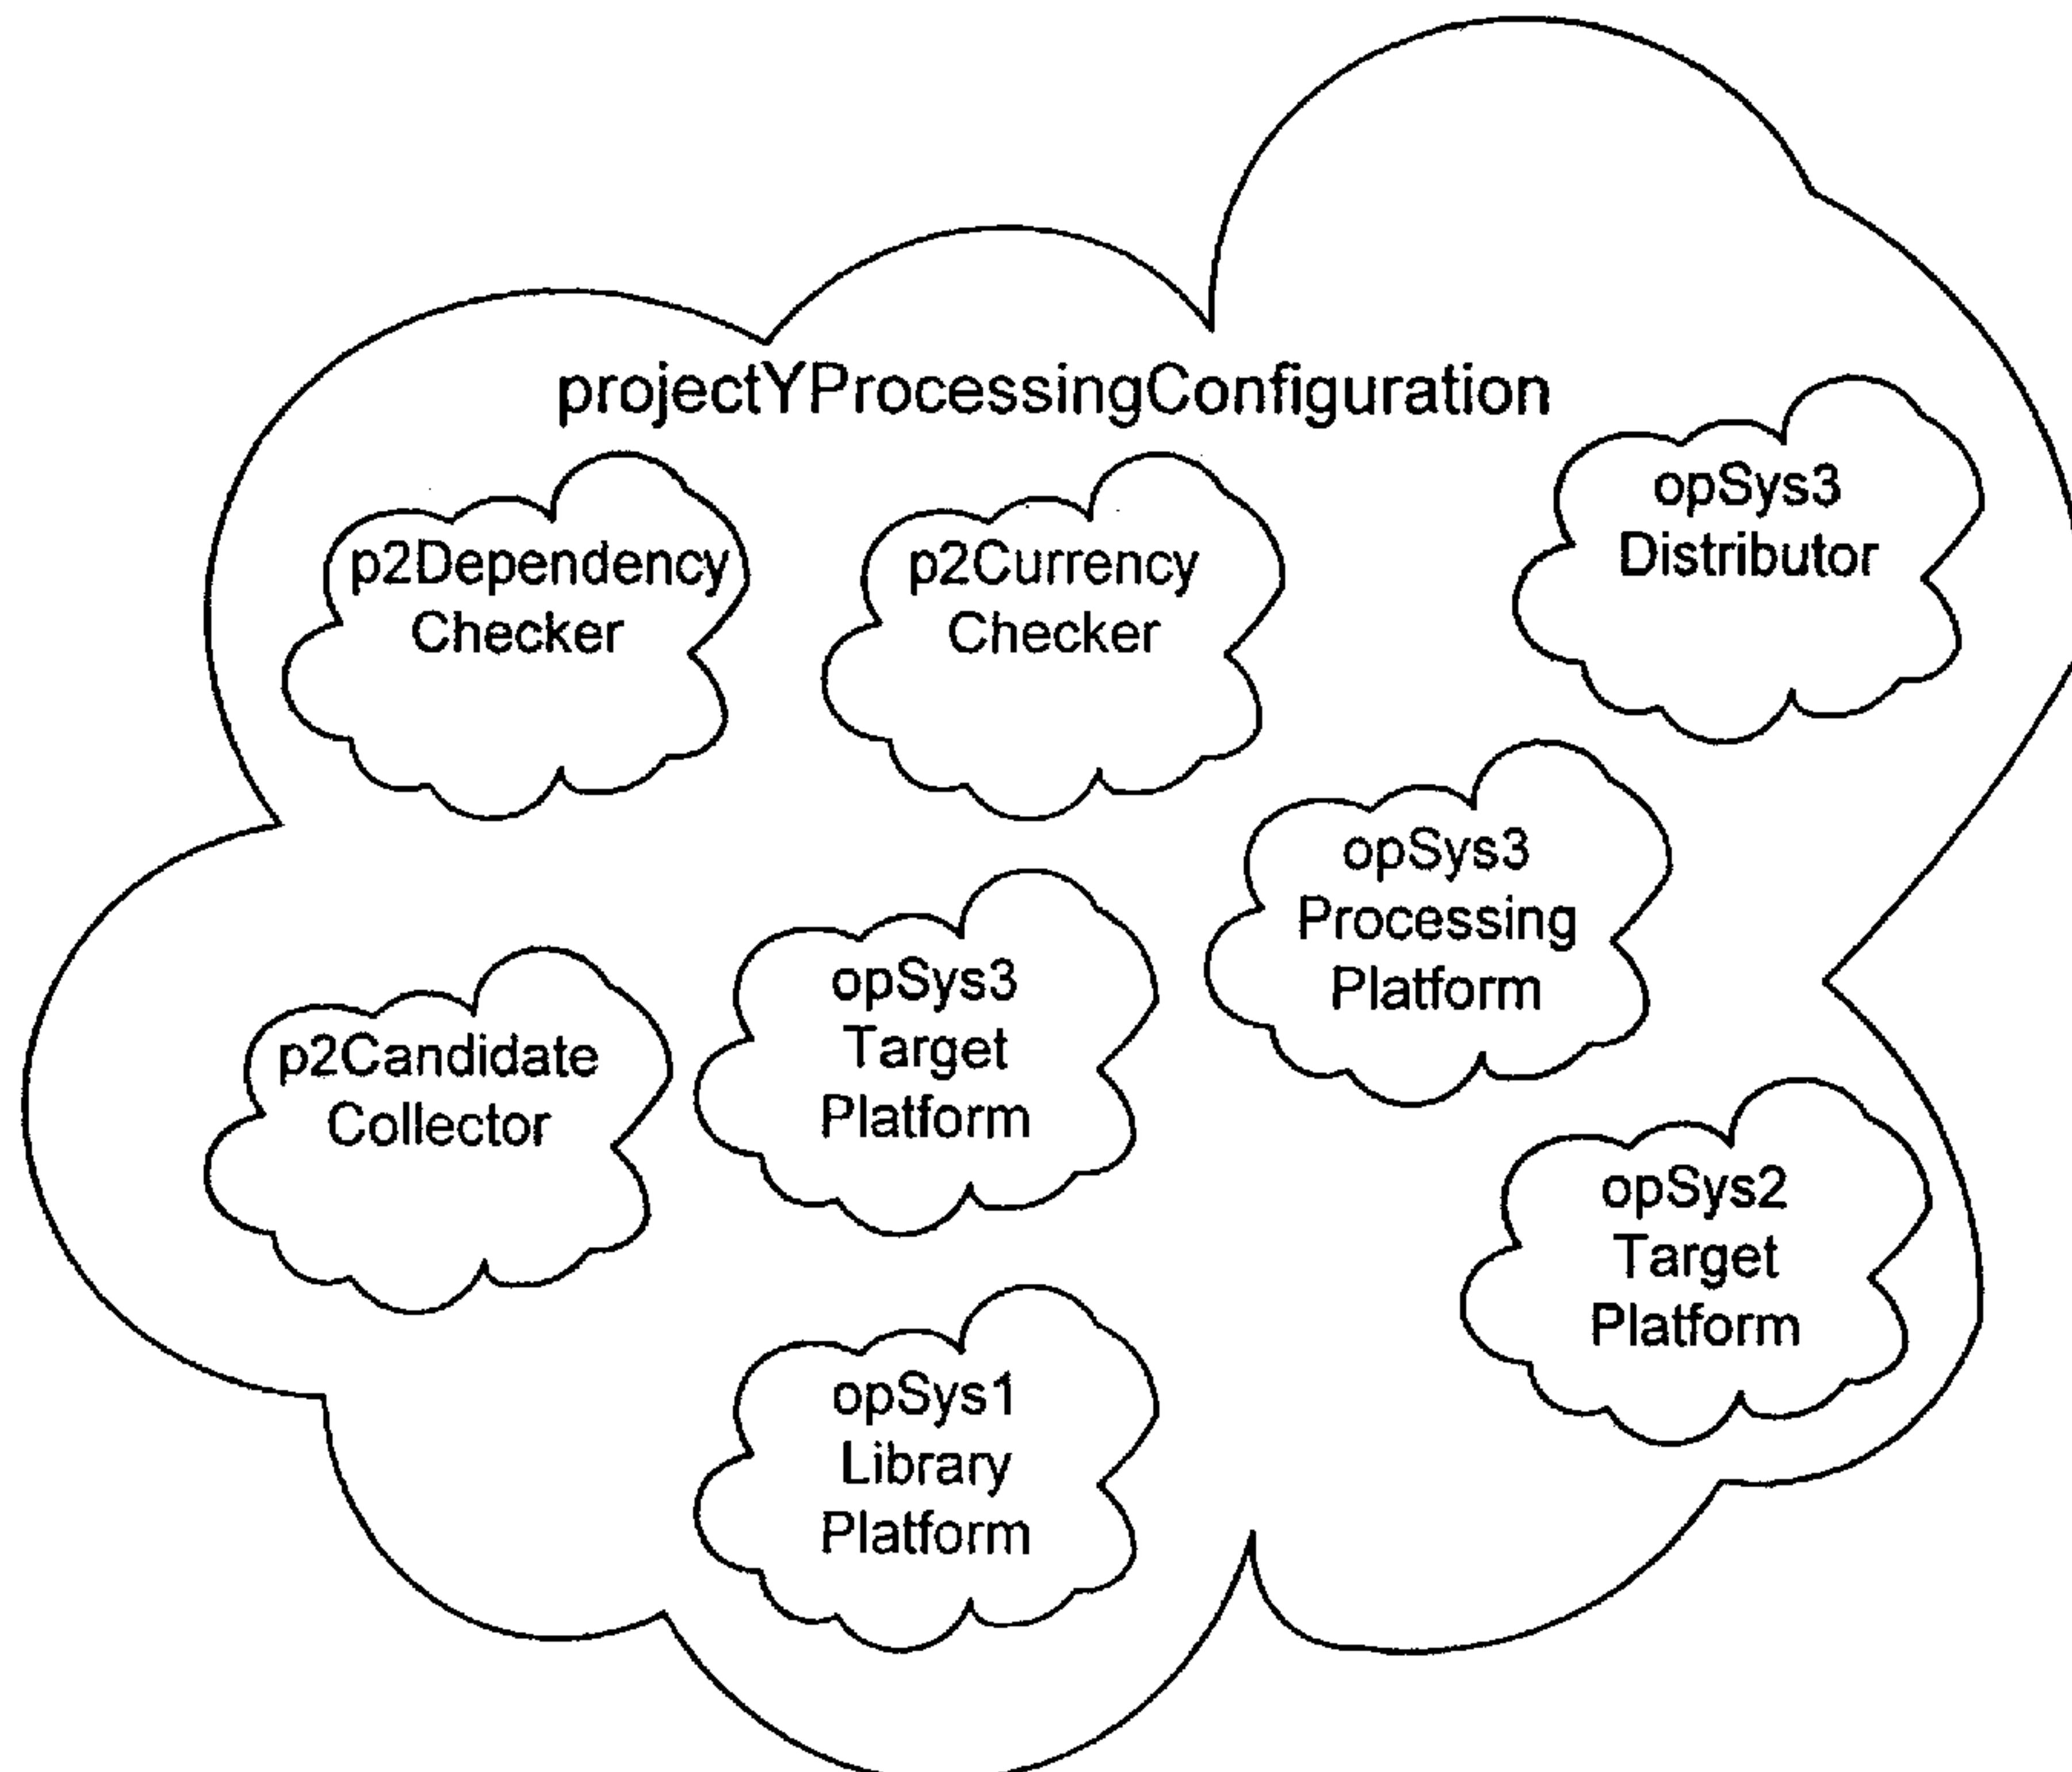 projectYProcessingConfiguration
p2Dependency
Checker
p2Currency
Checker
opSys3
Distributor
opSys3
Processing
Platform
opSys3
Target
Platform
p2Candidate
Collector
opSys2
Target
Platform
opSys1
Library
Platform